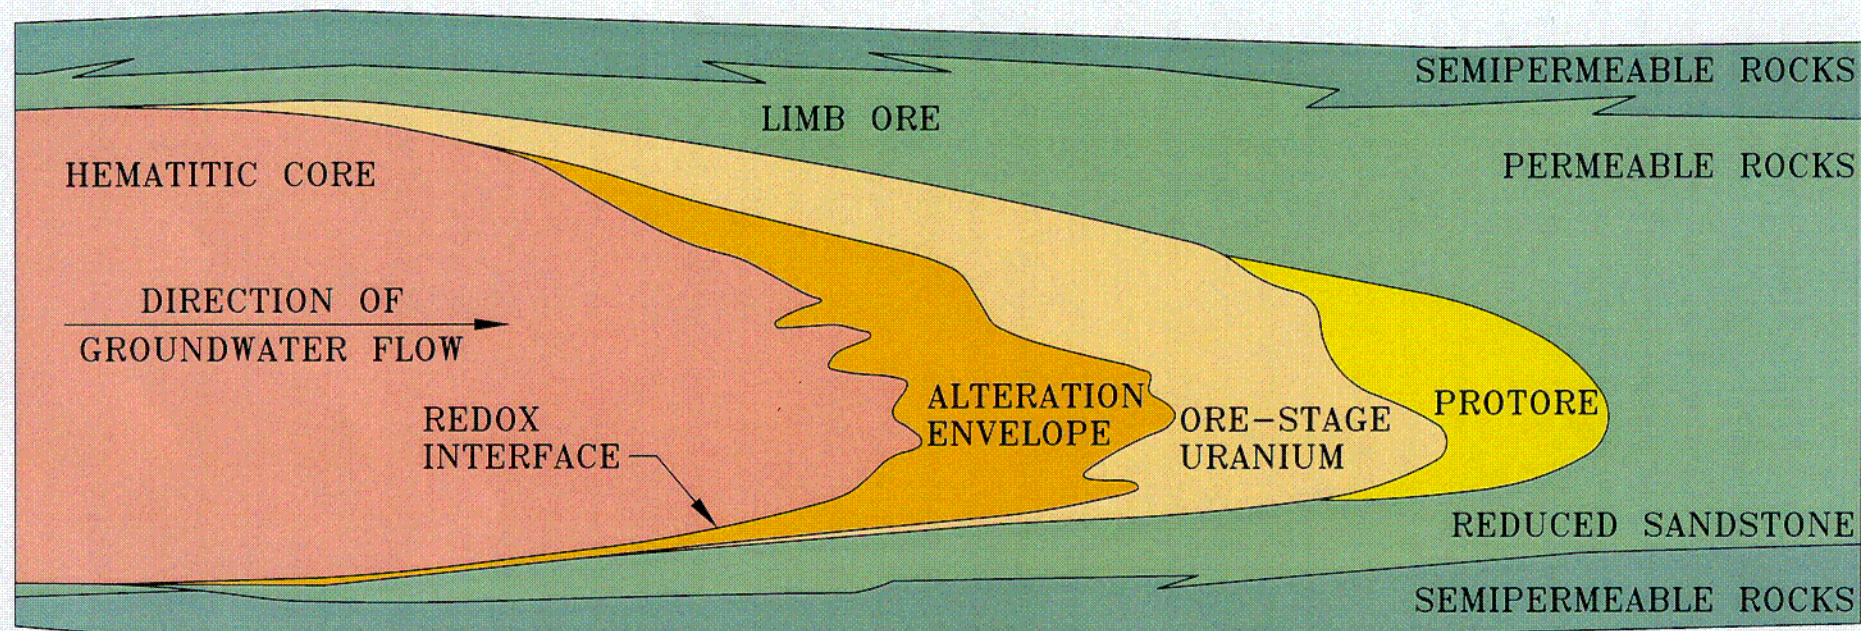 SEMIPERMEABLE ROCKS
LIMB ORE
PERMEABLE ROCKS
HEMATITIC CORE
DIRECTION OF
GROUNDWATER FLOW
REDOX
INTERFACE
ALTERATION
ENVELOPE
ORE-STAGE
URANIUM
PROTORE
REDUCED SANDSTONE
SEMIPERMEABLE ROCKS